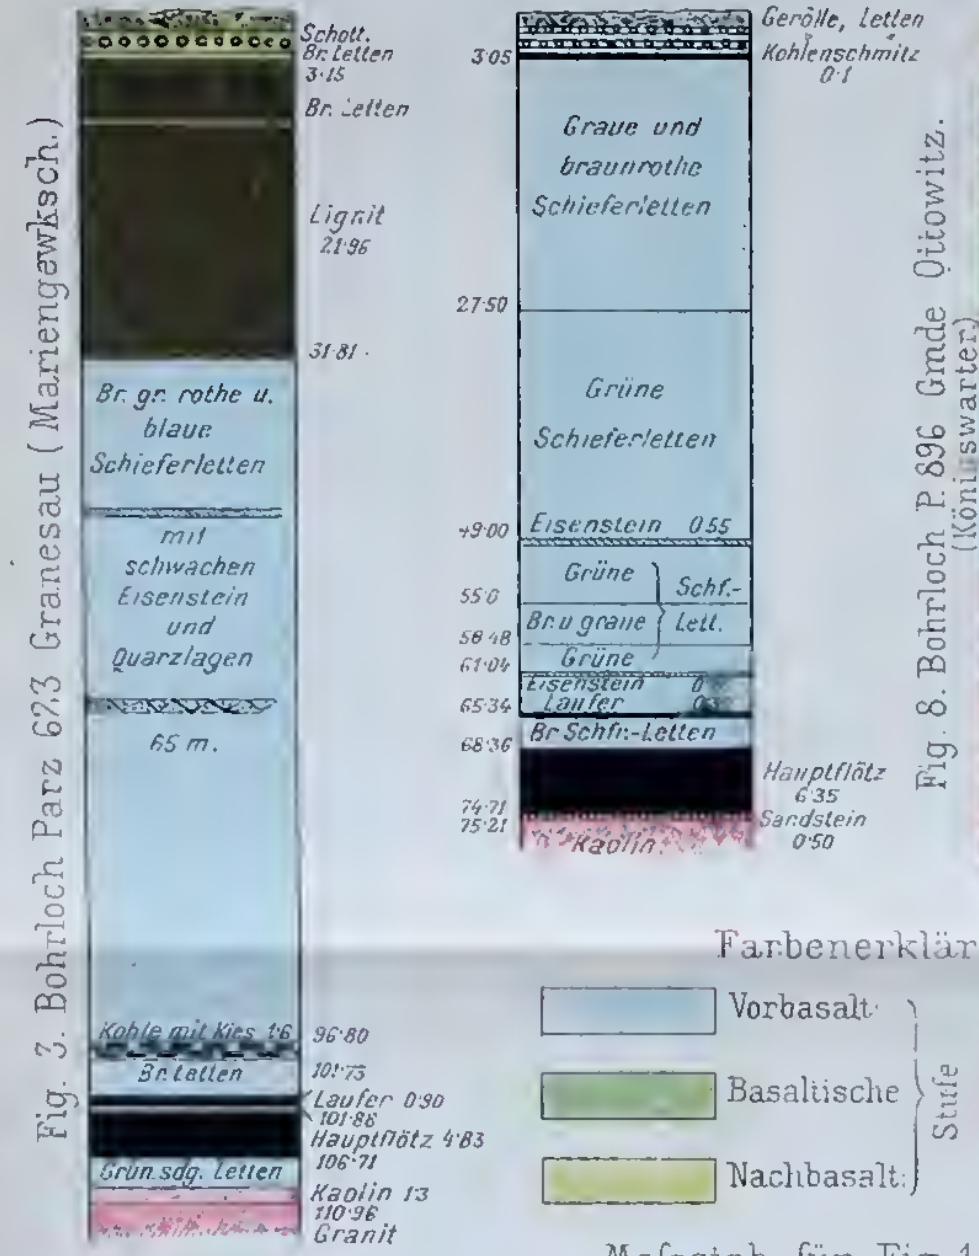 Fig. 3. Bohrloch Parz 673 Granesau (Mariengewksch.)
Schott.
Br. Letten
3·15
Br. Letten
Lignit
21·96
31·81
Br. gr. rothe u.
blaue
Schieferletten
mit
schwachen
Eisenstein
und
Quarzlagen
65 m.
Kohle mit Kies 1·6
96·80
Br. Letten
101·73
Laufer 0·90
101·88
Hauptflötz 4·83
106·71
Grün. sdg. Letten
Kaolin 1·3
110·96
Granit
Fig. 8. Bohrloch P. 896 Gmde Ottowitz.
(Königswarter)
Gerölle, Letten
3·05
Kohlenschmitz
0·1
Graue und
braunrothe
Schieferletten
27·50
Grüne
Schieferletten
49·00
Eisenstein 0·55
Grüne
Schf.-
55·0
Br. u graue
Lett.
56·48
Grüne
61·04
Eisenstein
Laufer
65·34
Br Schfr.-Letten
68·36
Hauptflötz
6·35
74·71
Sandstein
75·21
0·50
Kaolin
Farbenerklär
Vorbasalt.
Basaltische
Nachbasalt.
Stufe